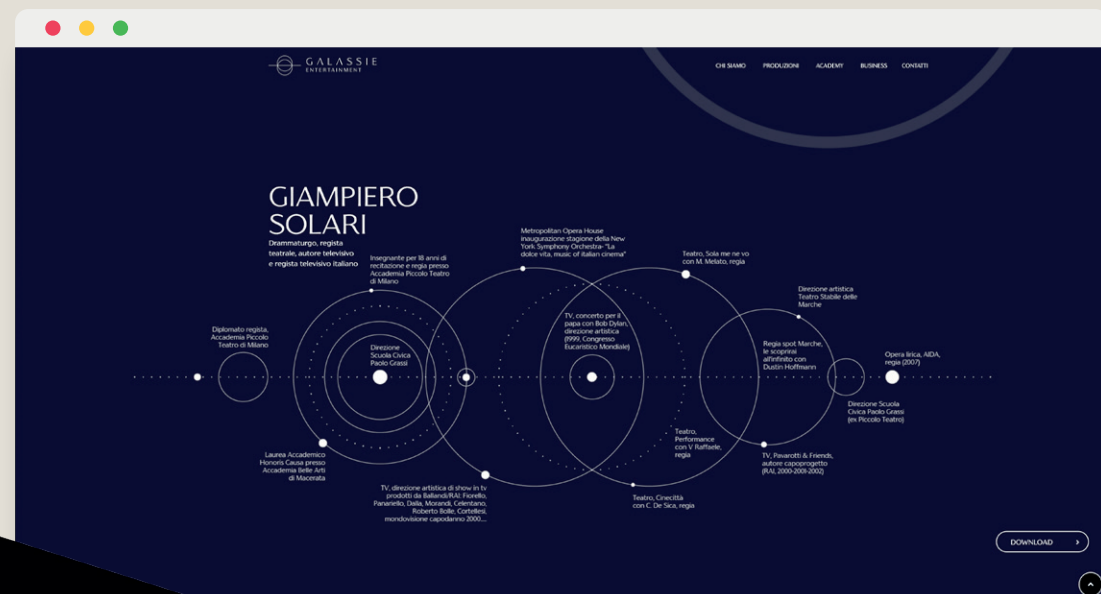 GALASSIE
ENTERTAINMENT
CHI SIAMO
PRODUZIONI
ACADEMY
BUSINESS
CONTATTI
GIAMPIERO
SOLARI
Drammaturgo, regista
teatrale, autore televisivo
e regista televisivo italiano
Insegnante per 18 anni di
recitazione e regia presso
Accademia Piccolo Teatro
di Milano
Metropolitan Opera House
inaugurazione stagione della New
York Symphony Orchestra- "La
dolce vita, music of italian cinema"
Teatro, Sola me ne vo
con M. Melato, regia
Direzione artistica
Teatro Stabile delle
Marche
Diplomato regista,
Accademia Piccolo
Teatro di Milano
Direzione
Scuola Civica
Paolo Grassi
TV, concerto per il
papa con Bob Dylan,
direzione artistica
(1999, Congresso
Eucaristico Mondiale)
Regia spot Marche,
le scoprirai
all'infinito con
Dustin Hoffmann
Opera lirica, AIDA,
regia (2007)
Direzione Scuola
Civica Paolo Grassi
(ex Piccolo Teatro)
Laurea Accademico
Honoris Causa presso
Accademia Belle Arti
di Macerata
Teatro,
Performance
con V Raffaele,
regia
TV, Pavarotti & Friends,
autore capoprogetto
(RAI, 2000-2001-2002)
TV, direzione artistica di show in tv
prodotti da Ballandi/RAI: Fiorello,
Panariello, Dalla, Morandi, Celentano,
Roberto Bolle, Cortellesi,
mondovisione capodanno 2000....
Teatro, Cinecittà
con C. De Sica, regia
DOWNLOAD